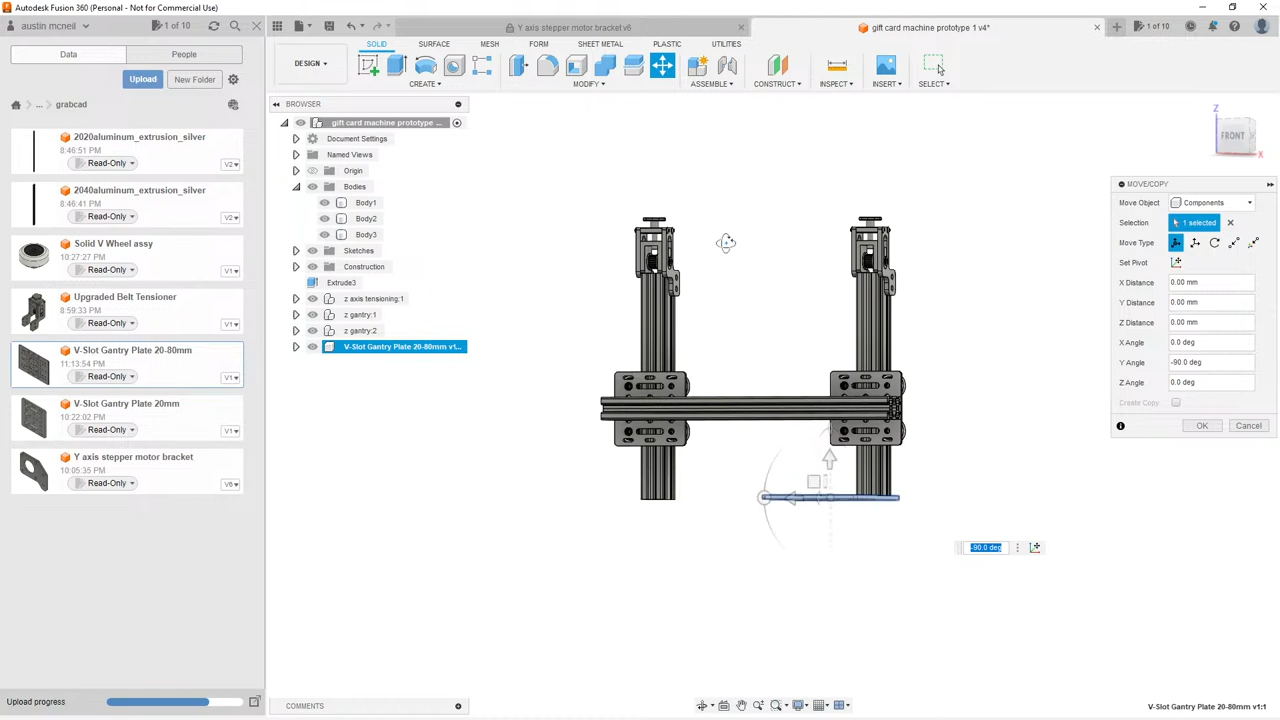 Autodesk Fusion 360 (Personal - Not for Commercial Use)
austin mcneil
1 of 10
Y axis stepper motor bracket v6
gift card machine prototype 1 v4*
1 of 10
Data
People
Upload
New Folder
... grabcad
2020aluminum_extrusion_silver
8:46:51 PM
Read-Only
V2
2040aluminum_extrusion_silver
8:46:41 PM
Read-Only
V2
Solid V Wheel assy
10:27:27 PM
Read-Only
V1
Upgraded Belt Tensioner
8:59:33 PM
Read-Only
V1
V-Slot Gantry Plate 20-80mm
11:13:54 PM
Read-Only
V1
V-Slot Gantry Plate 20mm
10:22:02 PM
Read-Only
V1
Y axis stepper motor bracket
10:05:35 PM
Read-Only
V6
Upload progress
DESIGN
SOLID SURFACE MESH FORM SHEET METAL PLASTIC UTILITIES
CREATE MODIFY ASSEMBLE CONSTRUCT INSPECT INSERT SELECT
BROWSER
gift card machine prototype ...
Document Settings
Named Views
Origin
Bodies
Body1
Body2
Body3
Sketches
Construction
Extrude3
z axis tensioning:1
z gantry:1
z gantry:2
V-Slot Gantry Plate 20-80mm v1...
Z
FRONT
X
MOVE/COPY
Move Object Components
Selection 1 selected
Move Type
Set Pivot
X Distance 0.00 mm
Y Distance 0.00 mm
Z Distance 0.00 mm
X Angle 0.0 deg
Y Angle -90.0 deg
Z Angle 0.0 deg
Create Copy
OK Cancel
-90.0 deg
COMMENTS
V-Slot Gantry Plate 20-80mm v1:1